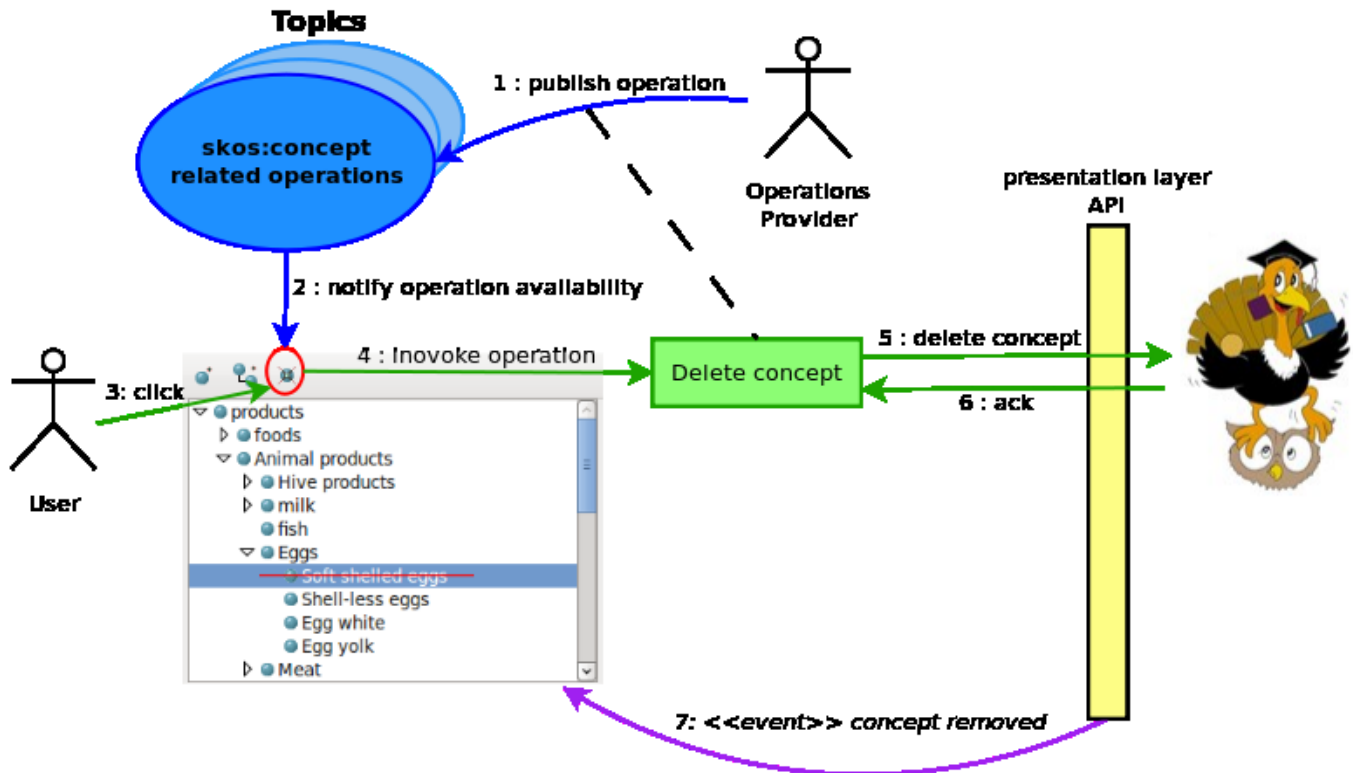 Topics
1 : publish operation
skos:concept
related operations
Operations
Provider
presentation layer
API
2 : notify operation availability
4 : Inovoke operation
5 : delete concept
Delete concept
3: click
6 : ack
User
products
foods
Animal products
Hive products
milk
fish
Eggs
Soft shelled eggs
Shell-less eggs
Egg white
Egg yolk
Meat
7: <<event>> concept removed